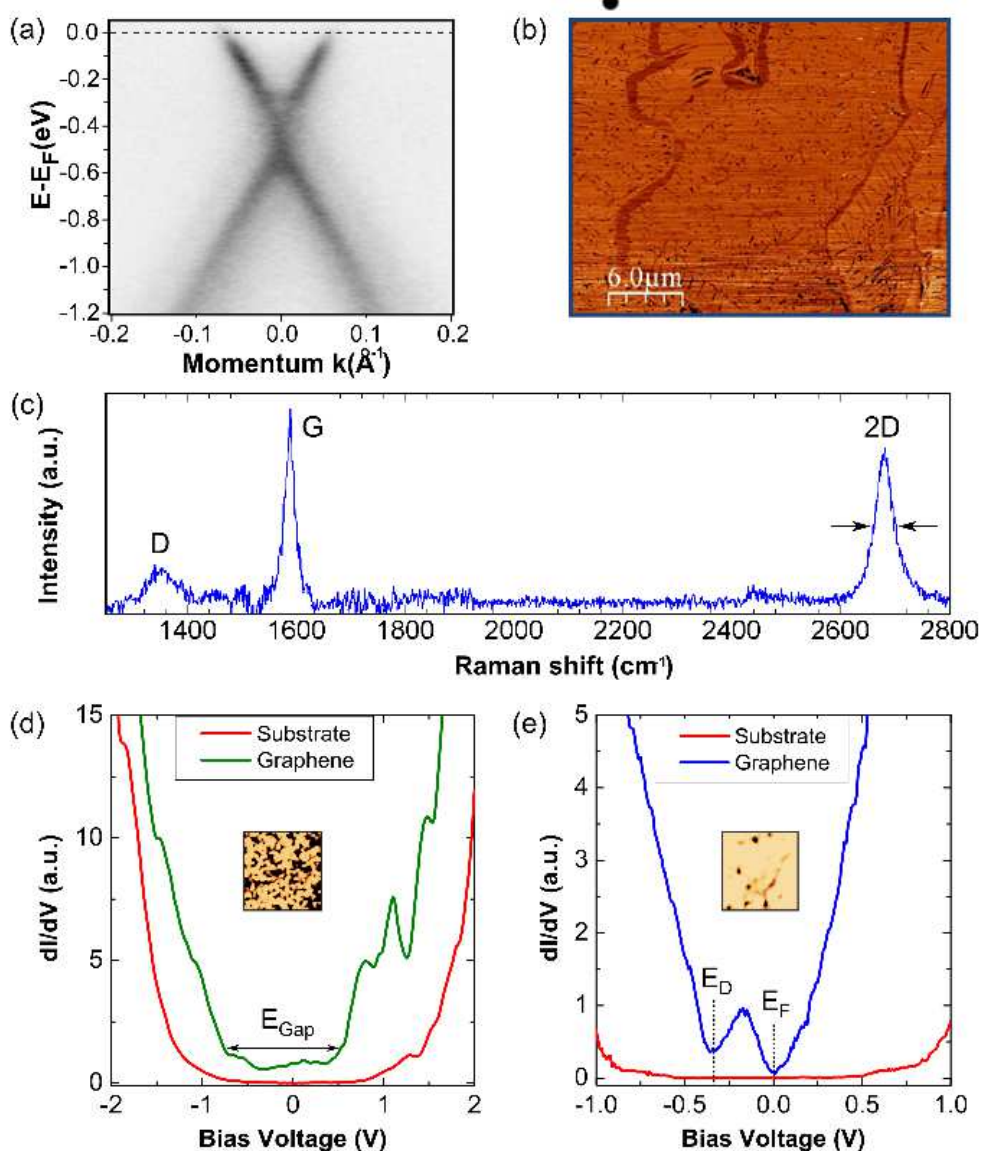 (a)
0.0
-0.2
-0.4
-0.6
-0.8
-1.0
-1.2
E-E_F(eV)
-0.2 -0.1 0.0 0.1 0.2
Momentum k(Å⁻¹)
(b)
6.0μm
(c)
Intensity (a.u.)
D
G
2D
1400 1600 1800 2000 2200 2400 2600 2800
Raman shift (cm⁻¹)
(d)
15
10
5
0
dI/dV (a.u.)
Substrate
Graphene
E_Gap
-2 -1 0 1 2
Bias Voltage (V)
(e)
5
4
3
2
1
0
dI/dV (a.u.)
Substrate
Graphene
E_D
E_F
-1.0 -0.5 0.0 0.5 1.0
Bias Voltage (V)